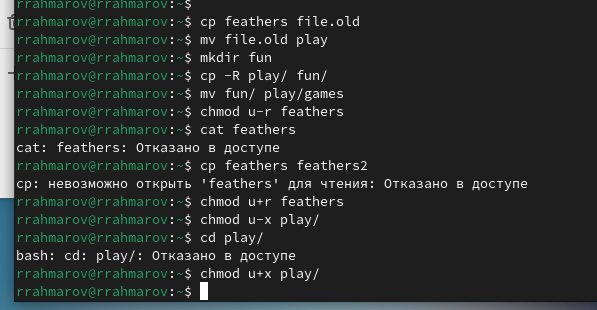 rrahmarov@rrahmarov:~$
rrahmarov@rrahmarov:~$ cp feathers file.old
rrahmarov@rrahmarov:~$ mv file.old play
rrahmarov@rrahmarov:~$ mkdir fun
rrahmarov@rrahmarov:~$ cp -R play/ fun/
rrahmarov@rrahmarov:~$ mv fun/ play/games
rrahmarov@rrahmarov:~$ chmod u-r feathers
rrahmarov@rrahmarov:~$ cat feathers
cat: feathers: Отказано в доступе
rrahmarov@rrahmarov:~$ cp feathers feathers2
cp: невозможно открыть 'feathers' для чтения: Отказано в доступе
rrahmarov@rrahmarov:~$ chmod u+r feathers
rrahmarov@rrahmarov:~$ chmod u-x play/
rrahmarov@rrahmarov:~$ cd play/
bash: cd: play/: Отказано в доступе
rrahmarov@rrahmarov:~$ chmod u+x play/
rrahmarov@rrahmarov:~$